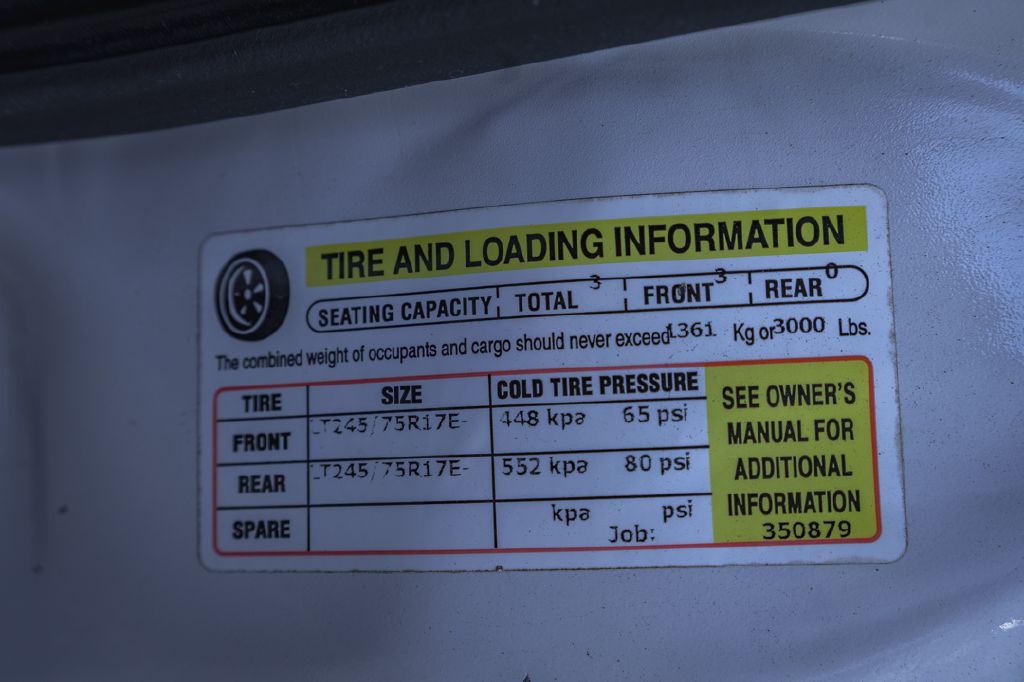 TIRE AND LOADING INFORMATION
SEATING CAPACITY TOTAL 3 FRONT 3 REAR 0
The combined weight of occupants and cargo should never exceed 1361 Kg or 3000 Lbs.
TIRE SIZE COLD TIRE PRESSURE
FRONT LT245/75R17E- 448 kpa 65 psi
REAR LT245/75R17E- 552 kpa 80 psi
SPARE kpa psi
Job:
SEE OWNER'S
MANUAL FOR
ADDITIONAL
INFORMATION
350879